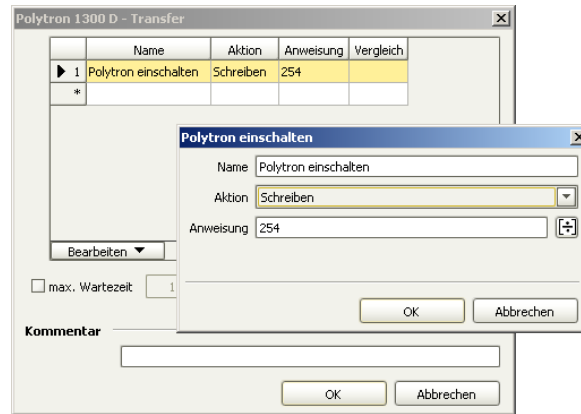 Polytron 1300 D - Transfer
Name Aktion Anweisung Vergleich
1 Polytron einschalten Schreiben 254
*
Polytron einschalten
Name Polytron einschalten
Aktion Schreiben
Anweisung 254
Bearbeiten
max. Wartezeit 1
OK Abbrechen
Kommentar
OK Abbrechen